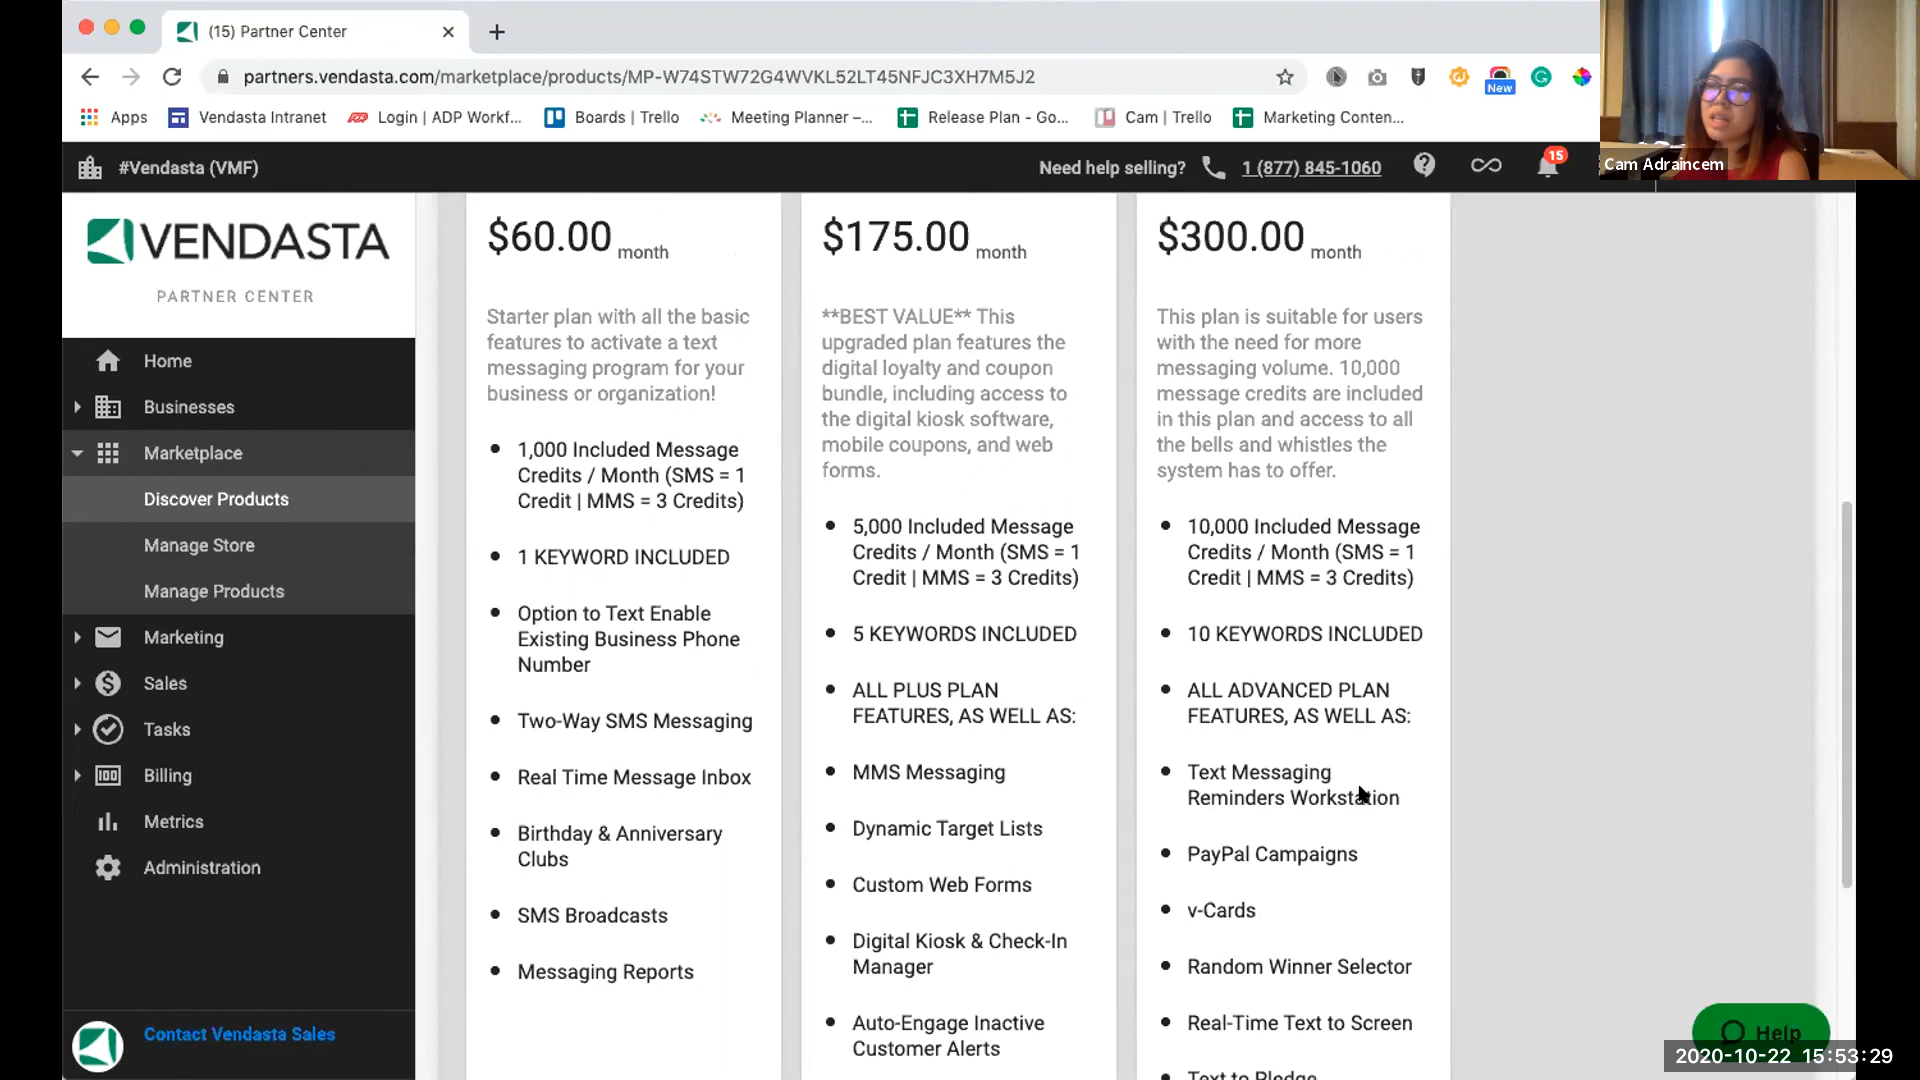 (15) Partner Center
partners.vendasta.com/marketplace/products/MP-W74STW72G4WVKL52LT45NFJC3XH7M5J2
New
Apps
Vendasta Intranet
Login | ADP Workf...
Boards | Trello
Meeting Planner –...
Release Plan - Go...
Cam | Trello
Marketing Conten...
Cam Adraincem
#Vendasta (VMF)
Need help selling?
1 (877) 845-1060
15
VENDASTA
PARTNER CENTER
Home
Businesses
Marketplace
Discover Products
Manage Store
Manage Products
Marketing
Sales
Tasks
Billing
Metrics
Administration
Contact Vendasta Sales
$60.00 month
Starter plan with all the basic
features to activate a text
messaging program for your
business or organization!
1,000 Included Message
Credits / Month (SMS = 1
Credit | MMS = 3 Credits)
1 KEYWORD INCLUDED
Option to Text Enable
Existing Business Phone
Number
Two-Way SMS Messaging
Real Time Message Inbox
Birthday & Anniversary
Clubs
SMS Broadcasts
Messaging Reports
$175.00 month
**BEST VALUE** This
upgraded plan features the
digital loyalty and coupon
bundle, including access to
the digital kiosk software,
mobile coupons, and web
forms.
5,000 Included Message
Credits / Month (SMS = 1
Credit | MMS = 3 Credits)
5 KEYWORDS INCLUDED
ALL PLUS PLAN
FEATURES, AS WELL AS:
MMS Messaging
Dynamic Target Lists
Custom Web Forms
Digital Kiosk & Check-In
Manager
Auto-Engage Inactive
Customer Alerts
$300.00 month
This plan is suitable for users
with the need for more
messaging volume. 10,000
message credits are included
in this plan and access to all
the bells and whistles the
system has to offer.
10,000 Included Message
Credits / Month (SMS = 1
Credit | MMS = 3 Credits)
10 KEYWORDS INCLUDED
ALL ADVANCED PLAN
FEATURES, AS WELL AS:
Text Messaging
Reminders Workstation
PayPal Campaigns
v-Cards
Random Winner Selector
Real-Time Text to Screen
Text to Pledge
Help
2020-10-22 15:53:29